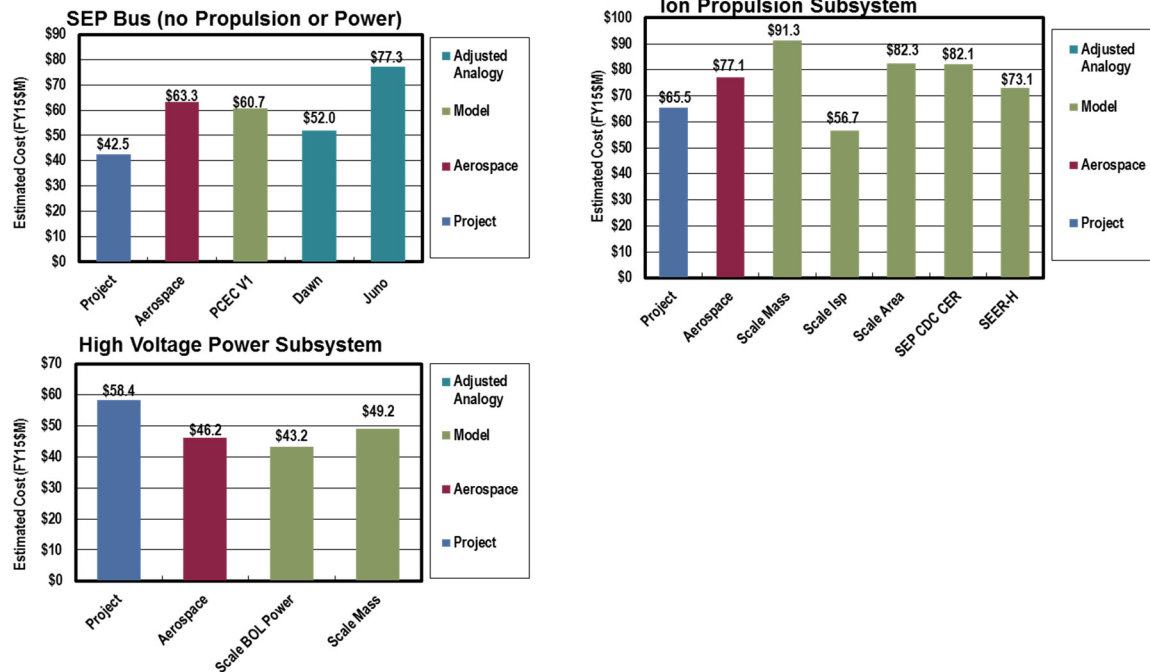 SEP Bus (no Propulsion or Power)
Estimated Cost (FY15$M)
$90
$80
$70
$60
$50
$40
$30
$20
$10
$0
$42.5
$63.3
$60.7
$52.0
$77.3
Project
Aerospace
PCEC V1
Dawn
Juno
Adjusted
Analogy
Model
Aerospace
Project
Ion Propulsion Subsystem
Estimated Cost (FY15$M)
$100
$90
$80
$70
$60
$50
$40
$30
$20
$10
$0
$65.5
$77.1
$91.3
$56.7
$82.3
$82.1
$73.1
Project
Aerospace
Scale Mass
Scale Isp
Scale Area
SEP CDC CER
SEER-H
Adjusted
Analogy
Model
Aerospace
Project
High Voltage Power Subsystem
Estimated Cost (FY15$M)
$70
$60
$50
$40
$30
$20
$10
$0
$58.4
$46.2
$43.2
$49.2
Project
Aerospace
Scale BOL Power
Scale Mass
Adjusted
Analogy
Model
Aerospace
Project